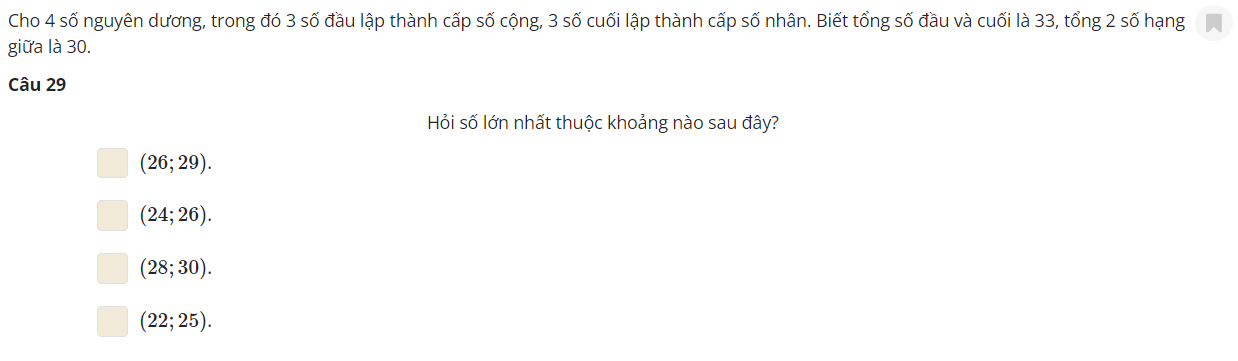 Cho 4 số nguyên dương, trong đó 3 số đầu lập thành cấp số cộng, 3 số cuối lập thành cấp số nhân. Biết tổng số đầu và cuối là 33, tổng 2 số hạng
giữa là 30.
Câu 29
Hỏi số lớn nhất thuộc khoảng nào sau đây?
(26; 29).
(24; 26).
(28; 30).
(22; 25).